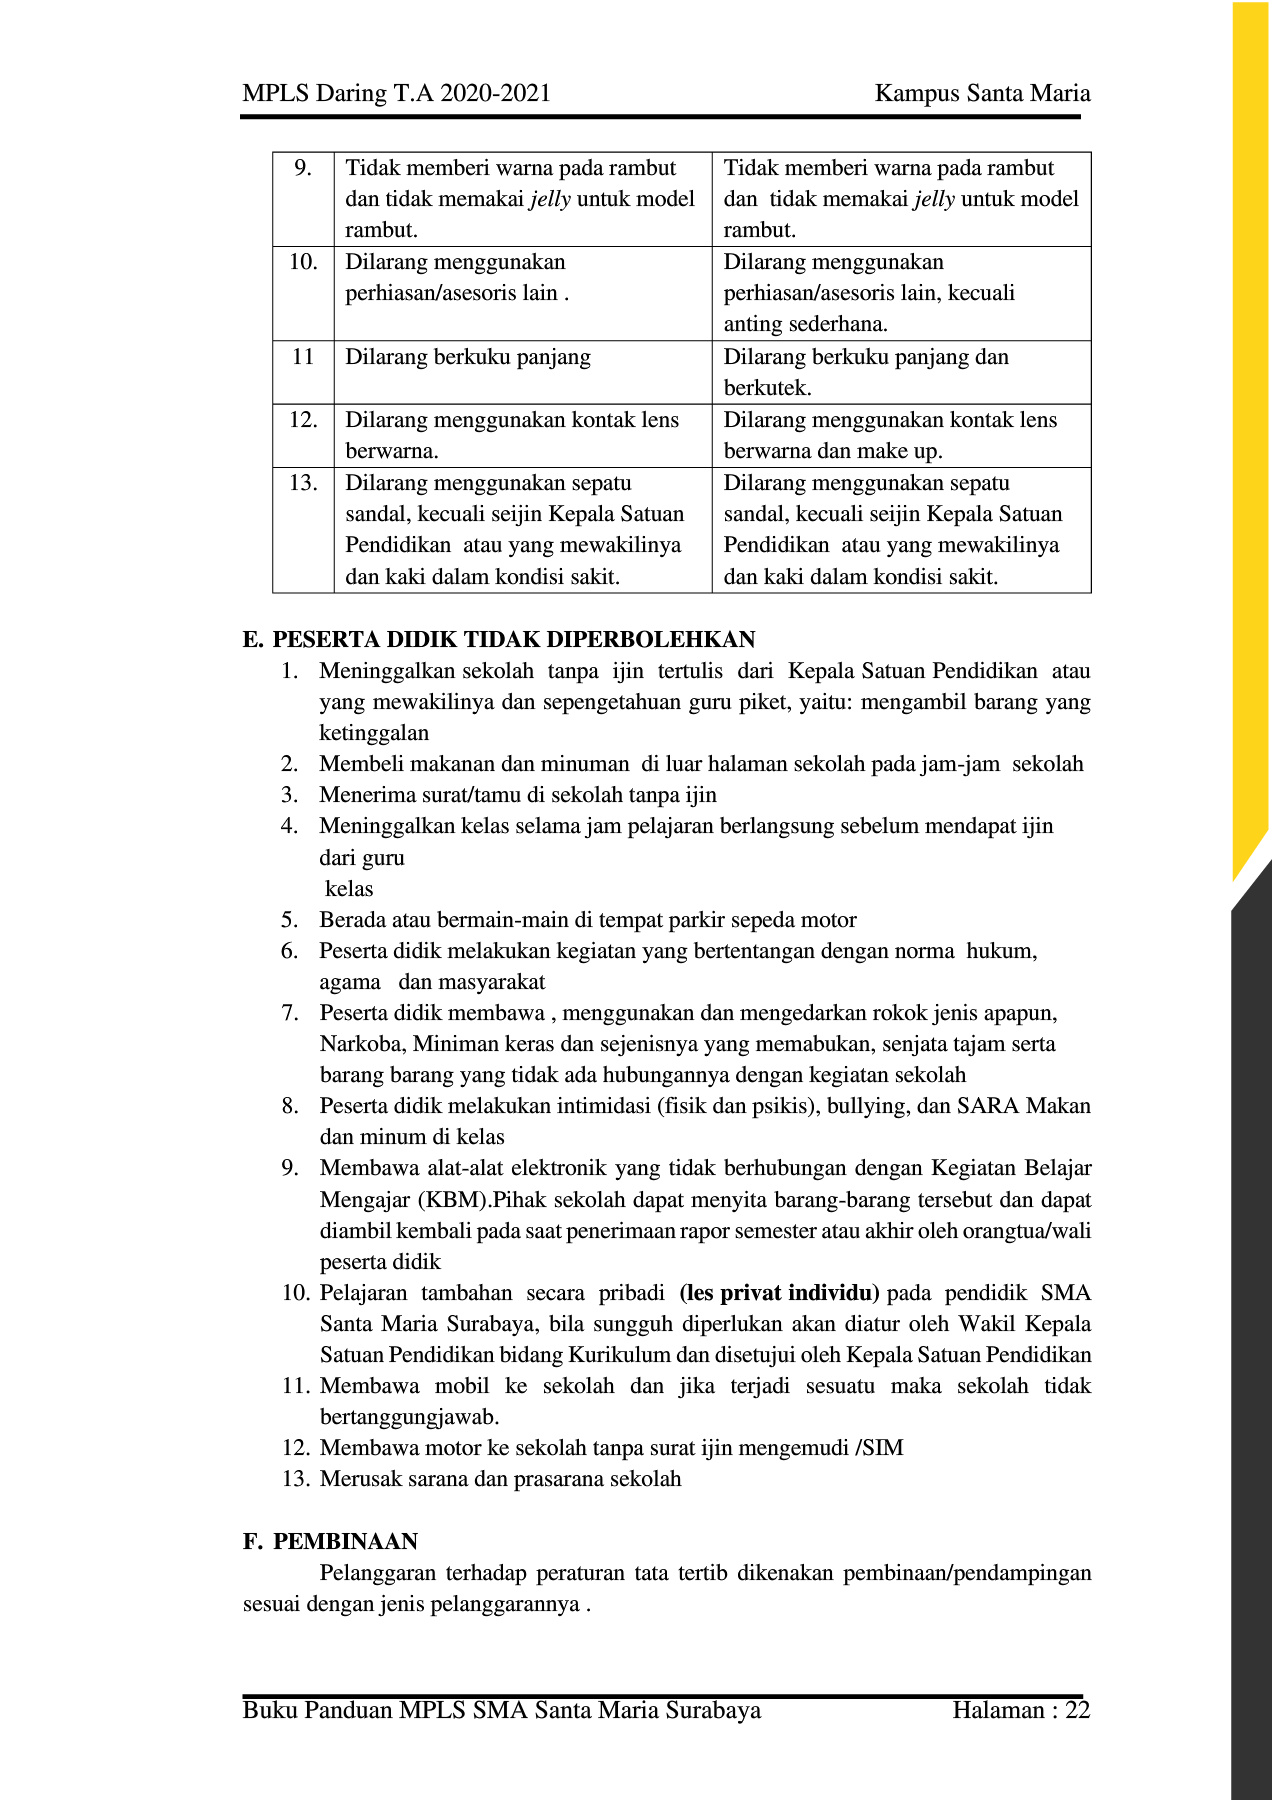 MPLS Daring T.A 2020-2021 Kampus Santa Maria
9. Tidak memberi warna pada rambut Tidak memberi warna pada rambut
dan tidak memakai jelly untuk model dan tidak memakai jelly untuk model
rambut. rambut.
10. Dilarang menggunakan Dilarang menggunakan
perhiasan/asesoris lain . perhiasan/asesoris lain, kecuali
anting sederhana.
11 Dilarang berkuku panjang Dilarang berkuku panjang dan
berkutek.
12. Dilarang menggunakan kontak lens Dilarang menggunakan kontak lens
berwarna. berwarna dan make up.
13. Dilarang menggunakan sepatu Dilarang menggunakan sepatu
sandal, kecuali seijin Kepala Satuan sandal, kecuali seijin Kepala Satuan
Pendidikan atau yang mewakilinya Pendidikan atau yang mewakilinya
dan kaki dalam kondisi sakit. dan kaki dalam kondisi sakit.
E. PESERTA DIDIK TIDAK DIPERBOLEHKAN
1. Meninggalkan sekolah tanpa ijin tertulis dari Kepala Satuan Pendidikan atau
yang mewakilinya dan sepengetahuan guru piket, yaitu: mengambil barang yang
ketinggalan
2. Membeli makanan dan minuman di luar halaman sekolah pada jam-jam sekolah
3. Menerima surat/tamu di sekolah tanpa ijin
4. Meninggalkan kelas selama jam pelajaran berlangsung sebelum mendapat ijin
dari guru
kelas
5. Berada atau bermain-main di tempat parkir sepeda motor
6. Peserta didik melakukan kegiatan yang bertentangan dengan norma hukum,
agama dan masyarakat
7. Peserta didik membawa , menggunakan dan mengedarkan rokok jenis apapun,
Narkoba, Miniman keras dan sejenisnya yang memabukan, senjata tajam serta
barang barang yang tidak ada hubungannya dengan kegiatan sekolah
8. Peserta didik melakukan intimidasi (fisik dan psikis), bullying, dan SARA Makan
dan minum di kelas
9. Membawa alat-alat elektronik yang tidak berhubungan dengan Kegiatan Belajar
Mengajar (KBM).Pihak sekolah dapat menyita barang-barang tersebut dan dapat
diambil kembali pada saat penerimaan rapor semester atau akhir oleh orangtua/wali
peserta didik
10. Pelajaran tambahan secara pribadi (les privat individu) pada pendidik SMA
Santa Maria Surabaya, bila sungguh diperlukan akan diatur oleh Wakil Kepala
Satuan Pendidikan bidang Kurikulum dan disetujui oleh Kepala Satuan Pendidikan
11. Membawa mobil ke sekolah dan jika terjadi sesuatu maka sekolah tidak
bertanggungjawab.
12. Membawa motor ke sekolah tanpa surat ijin mengemudi /SIM
13. Merusak sarana dan prasarana sekolah
F. PEMBINAAN
Pelanggaran terhadap peraturan tata tertib dikenakan pembinaan/pendampingan
sesuai dengan jenis pelanggarannya .
Buku Panduan MPLS SMA Santa Maria Surabaya Halaman : 22